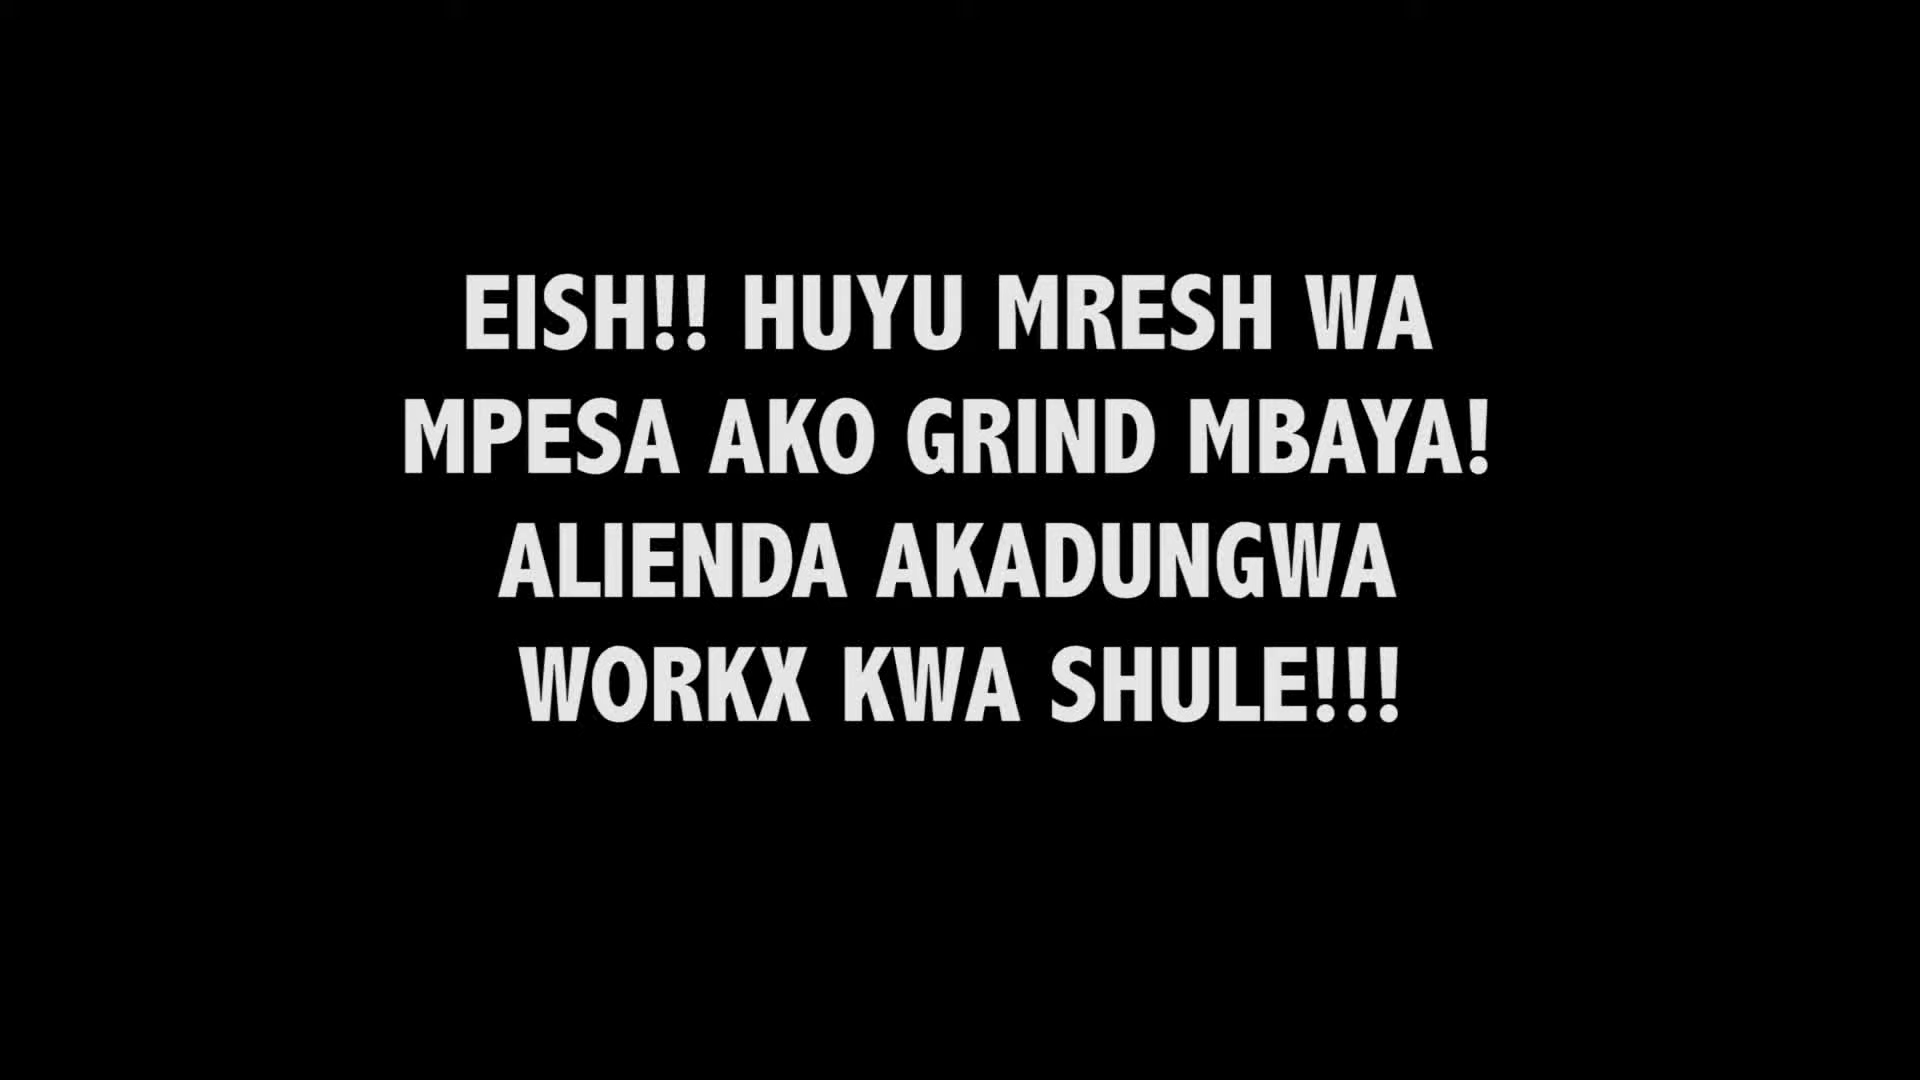 EISH!! HUYU MRESH WA
MPESA AKO GRIND MBAYA!
ALIENDA AKADUNGWA
WORKX KWA SHULE!!!